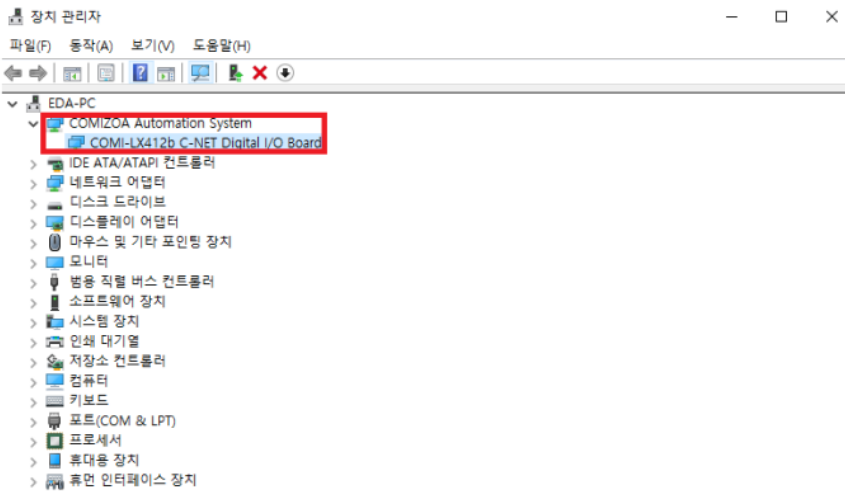 장치 관리자
파일(F) 동작(A) 보기(V) 도움말(H)
EDA-PC
COMIZOA Automation System
COMI-LX412b C-NET Digital I/O Board
IDE ATA/ATAPI 컨트롤러
네트워크 어댑터
디스크 드라이브
디스플레이 어댑터
마우스 및 기타 포인팅 장치
모니터
범용 직렬 버스 컨트롤러
소프트웨어 장치
시스템 장치
인쇄 대기열
저장소 컨트롤러
컴퓨터
키보드
포트(COM & LPT)
프로세서
휴대용 장치
휴먼 인터페이스 장치